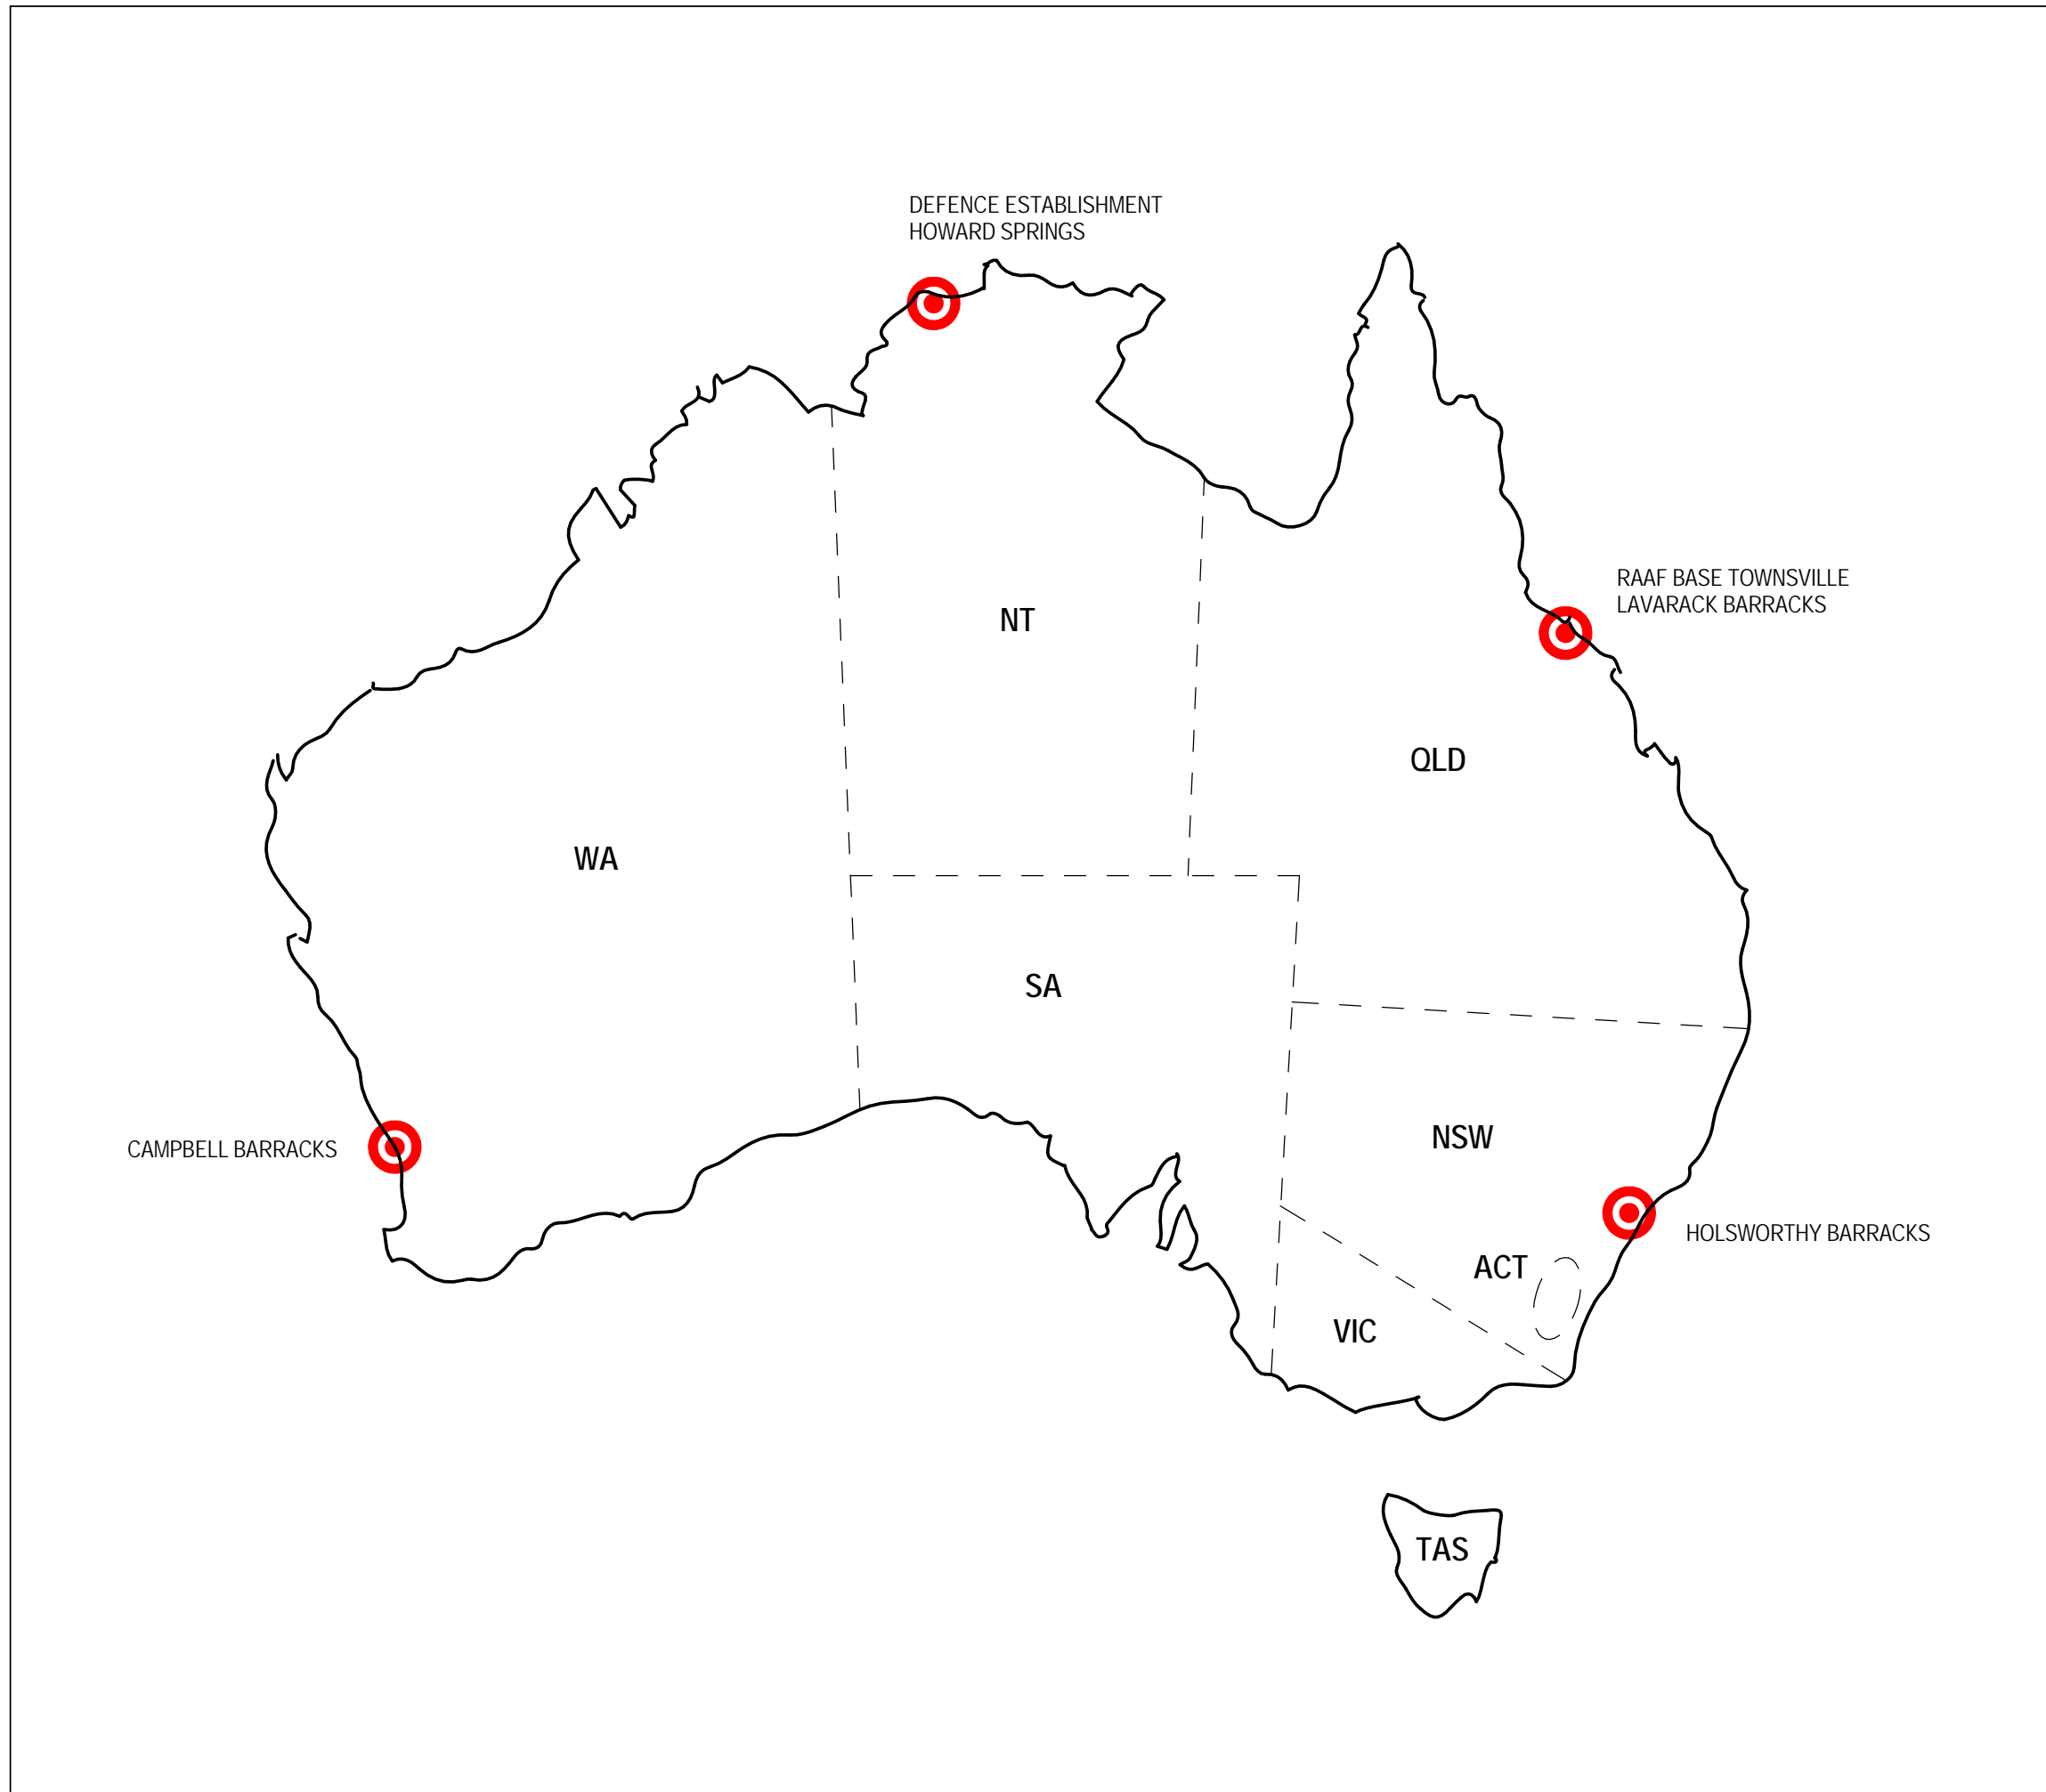 DEFENCE ESTABLISHMENT
HOWARD SPRINGS
RAAF BASE TOWNSVILLE
LAVARACK BARRACKS
NT
QLD
WA
SA
NSW
CAMPBELL BARRACKS
HOLSWORTHY BARRACKS
ACT
VIC
TAS